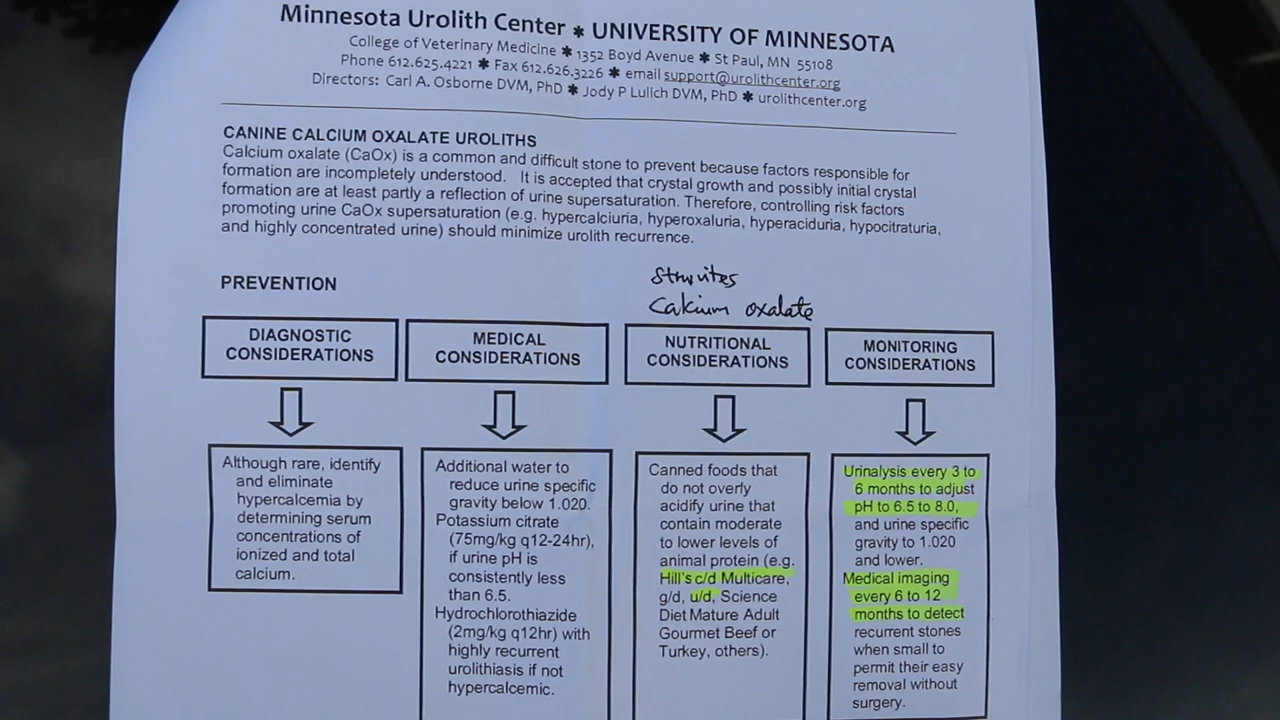 Minnesota Urolith Center ✱ UNIVERSITY OF MINNESOTA
College of Veterinary Medicine ✱ 1352 Boyd Avenue ✱ St Paul, MN 55108
Phone 612.625.4221 ✱ Fax 612.626.3226 ✱ email support@urolithcenter.org
Directors: Carl A. Osborne DVM, PhD ✱ Jody P Lulich DVM, PhD ✱ urolithcenter.org
CANINE CALCIUM OXALATE UROLITHS
Calcium oxalate (CaOx) is a common and difficult stone to prevent because factors responsible for
formation are incompletely understood. It is accepted that crystal growth and possibly initial crystal
formation are at least partly a reflection of urine supersaturation. Therefore, controlling risk factors
promoting urine CaOx supersaturation (e.g. hypercalciuria, hyperoxaluria, hyperaciduria, hypocitraturia,
and highly concentrated urine) should minimize urolith recurrence.
Struvites
Calcium oxalate
PREVENTION
DIAGNOSTIC
CONSIDERATIONS
Although rare, identify
and eliminate
hypercalcemia by
determining serum
concentrations of
ionized and total
calcium.
MEDICAL
CONSIDERATIONS
Additional water to
reduce urine specific
gravity below 1.020.
Potassium citrate
(75mg/kg q12-24hr),
if urine pH is
consistently less
than 6.5.
Hydrochlorothiazide
(2mg/kg q12hr) with
highly recurrent
urolithiasis if not
hypercalcemic.
NUTRITIONAL
CONSIDERATIONS
Canned foods that
do not overly
acidify urine that
contain moderate
to lower levels of
animal protein (e.g.
Hill's c/d Multicare,
g/d, u/d, Science
Diet Mature Adult
Gourmet Beef or
Turkey, others).
MONITORING
CONSIDERATIONS
Urinalysis every 3 to
6 months to adjust
pH to 6.5 to 8.0,
and urine specific
gravity to 1.020
and lower.
Medical imaging
every 6 to 12
months to detect
recurrent stones
when small to
permit their easy
removal without
surgery.